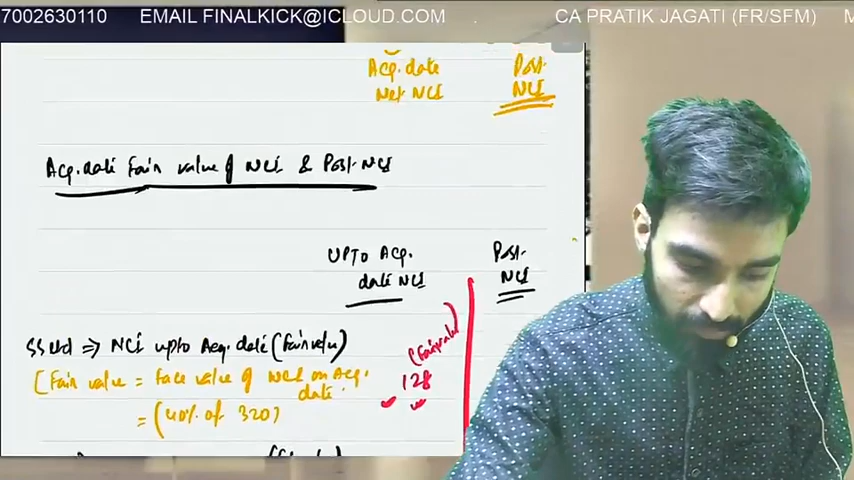 7002630110 EMAIL FINALKICK@ICLOUD.COM . CA PRATIK JAGATI (FR/SFM) M
Acq. date Post-
Net NCI NCI
Acq. date Fair value of NCI & Post-NCI
UPTO Acq. Post-
date NCI NCI
SS Ltd ⇒ NCI upto Acq. date (Fair value)
(Fair value)
[Fair value = Face value of NCI on Acq. 128
date.
= (40% of 320)